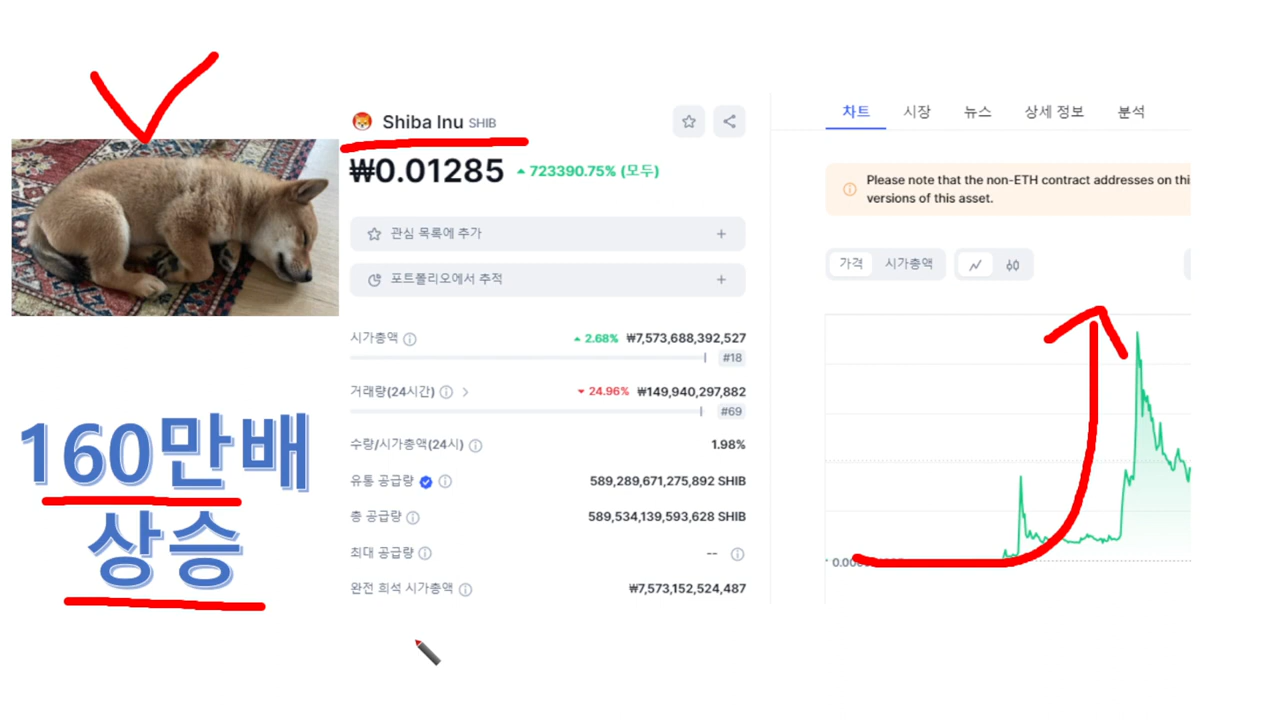 Shiba Inu SHIB
₩0.01285 ▲ 723390.75% (모두)
관심 목록에 추가 +
포트폴리오에서 추적 +
시가총액 ▲ 2.68% ₩7,573,688,392,527
#18
거래량(24시간) > ▼ 24.96% ₩149,940,297,882
#69
수량/시가총액(24시) 1.98%
유통 공급량 589,289,671,275,892 SHIB
총 공급량 589,534,139,593,628 SHIB
최대 공급량 --
완전 희석 시가총액 ₩7,573,152,524,487
160만배
상승
차트 시장 뉴스 상세 정보 분석
Please note that the non-ETH contract addresses on thi
versions of this asset.
가격 시가총액